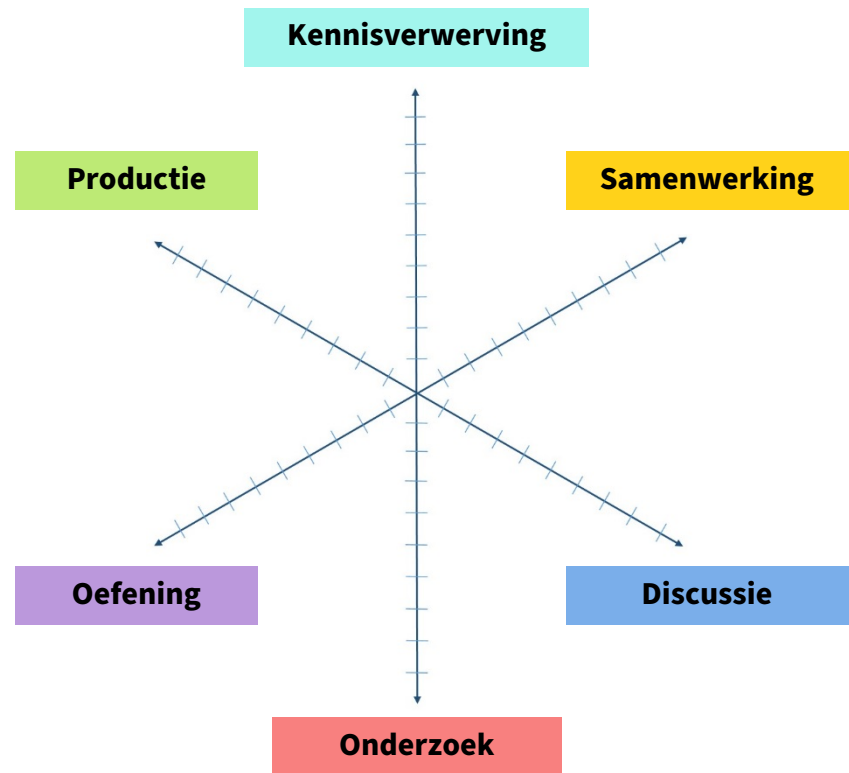 Kennisverwerving
Productie
Samenwerking
Oefening
Discussie
Onderzoek